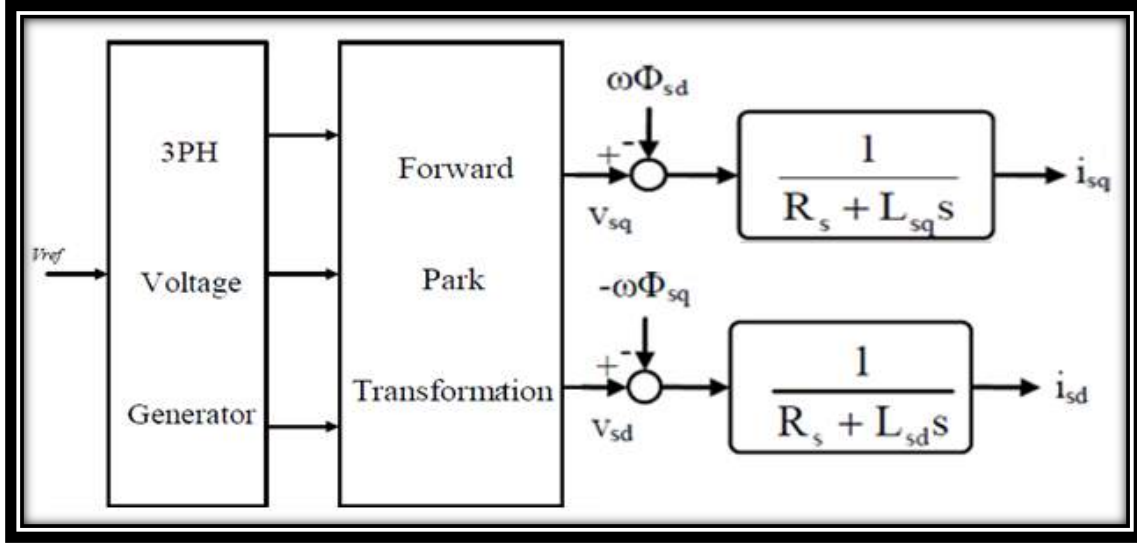 Vref
3PH
Voltage
Generator
Forward
Park
Transformation
ωΦsd
+-
vsq
1
Rs + Lsqs
isq
-ωΦsq
+-
vsd
1
Rs + Lsds
isd